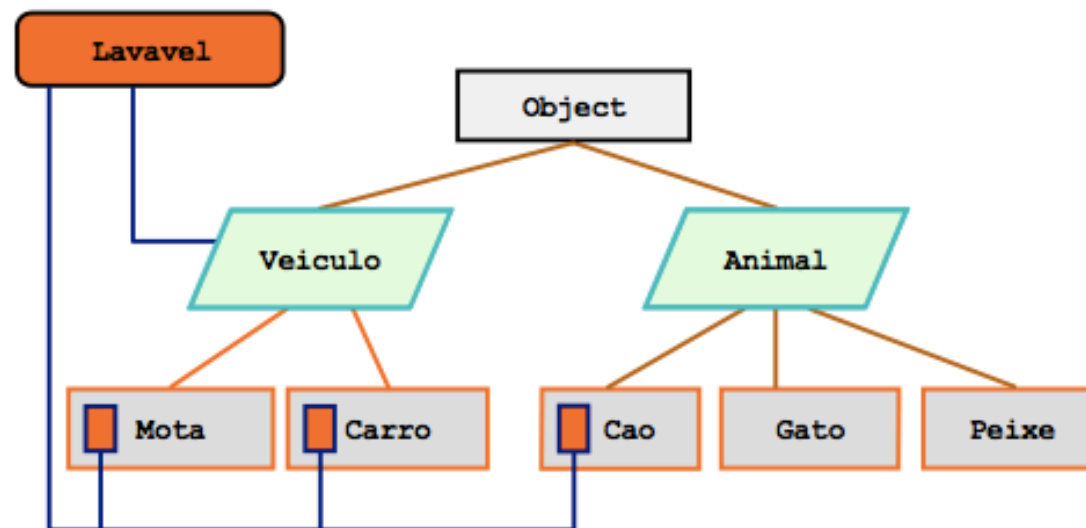 Lavavel
Object
Veiculo
Animal
Mota
Carro
Cao
Gato
Peixe